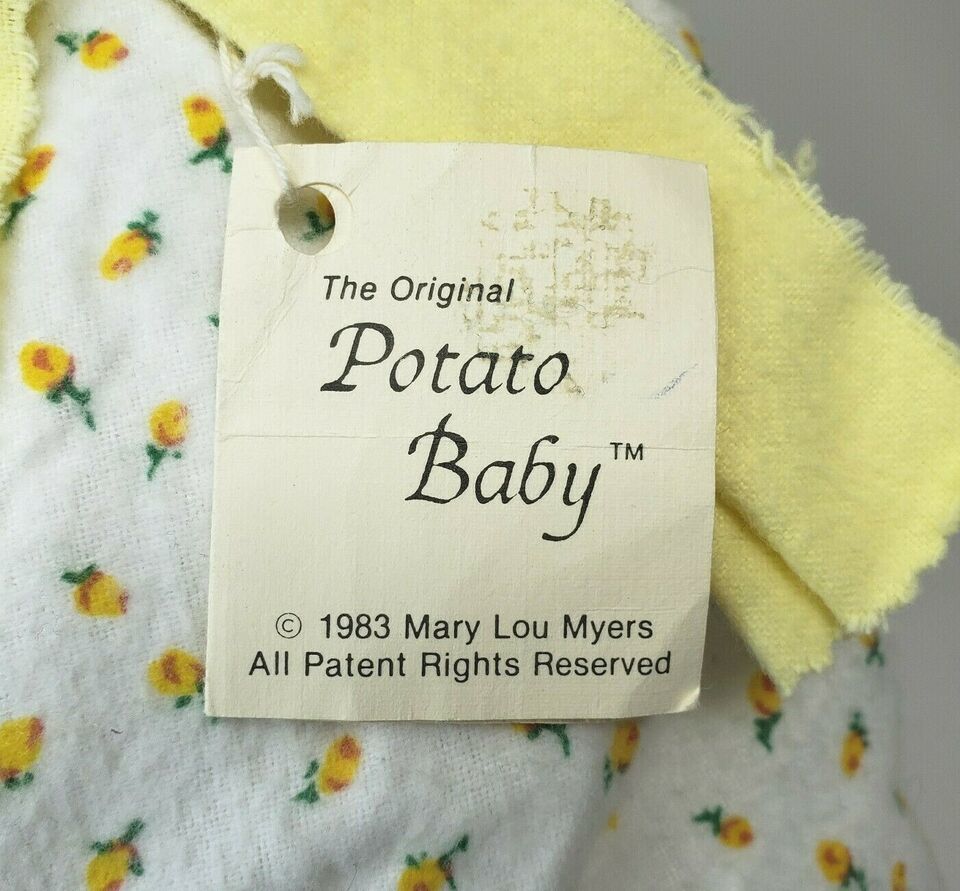 The Original
Potato
Baby™
© 1983 Mary Lou Myers
All Patent Rights Reserved